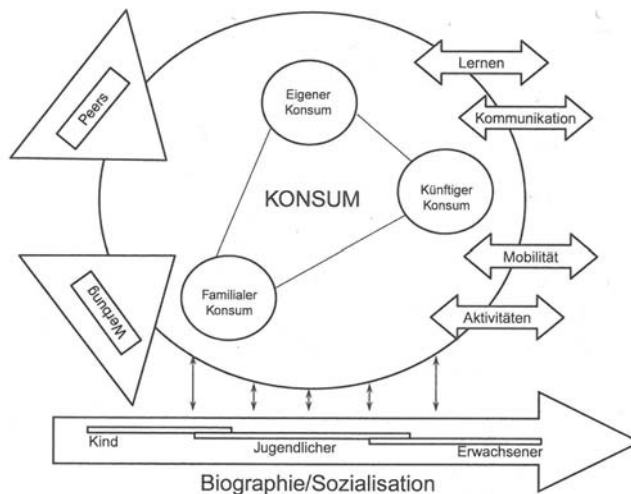 Lernen
Peers
Eigener
Konsum
Kommunikation
KONSUM
Künftiger
Konsum
Mobilität
Werbung
Familialer
Konsum
Aktivitäten
Kind
Jugendlicher
Erwachsener
Biographie/Sozialisation